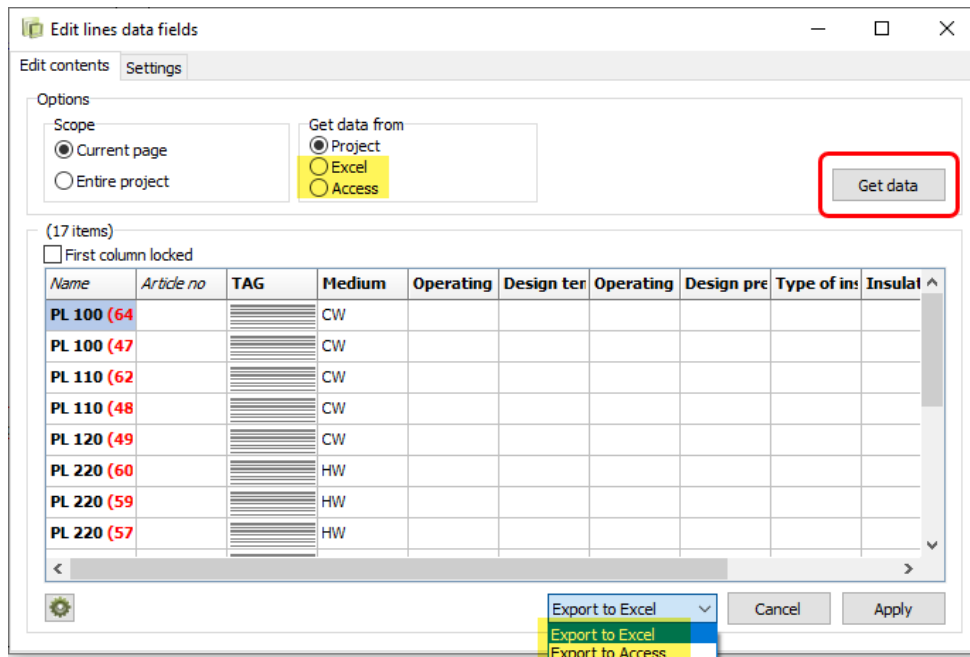 Edit lines data fields
Edit contents Settings
Options
Scope
Current page
Entire project
Get data from
Project
Excel
Access
Get data
(17 items)
First column locked
Name Article no TAG Medium Operating Design ten Operating Design pre Type of ins Insulat
PL 100 (64 CW
PL 100 (47 CW
PL 110 (62 CW
PL 110 (48 CW
PL 120 (49 CW
PL 220 (60 HW
PL 220 (59 HW
PL 220 (57 HW
Export to Excel Cancel Apply
Export to Excel
Export to Access